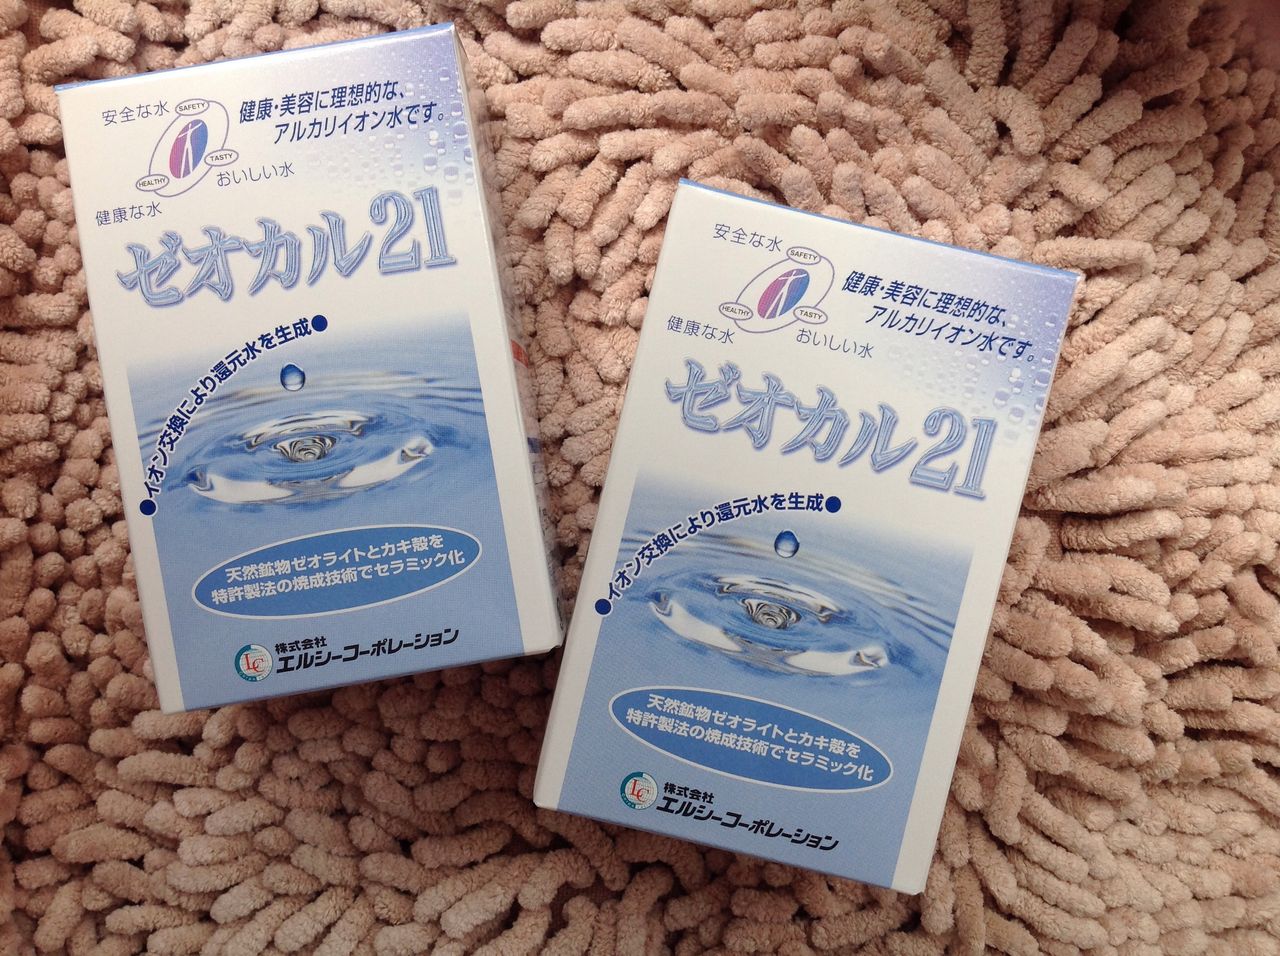 安全な水
SAFETY
健康・美容に理想的な、
アルカリイオン水です。
TASTY
HEALTHY
おいしい水
健康な水
ゼオカル21
●イオン交換により還元水を生成●
天然鉱物ゼオライトとカキ殻を
特許製法の焼成技術でセラミック化
LC
株式会社
エルシーコーポレーション
安全な水
SAFETY
健康・美容に理想的な、
アルカリイオン水です。
HEALTHY
TASTY
健康な水
おいしい水
ゼオカル21
●イオン交換により還元水を生成●
天然鉱物ゼオライトとカキ殻を
特許製法の焼成技術でセラミック化
LC
株式会社
エルシーコーポレーション